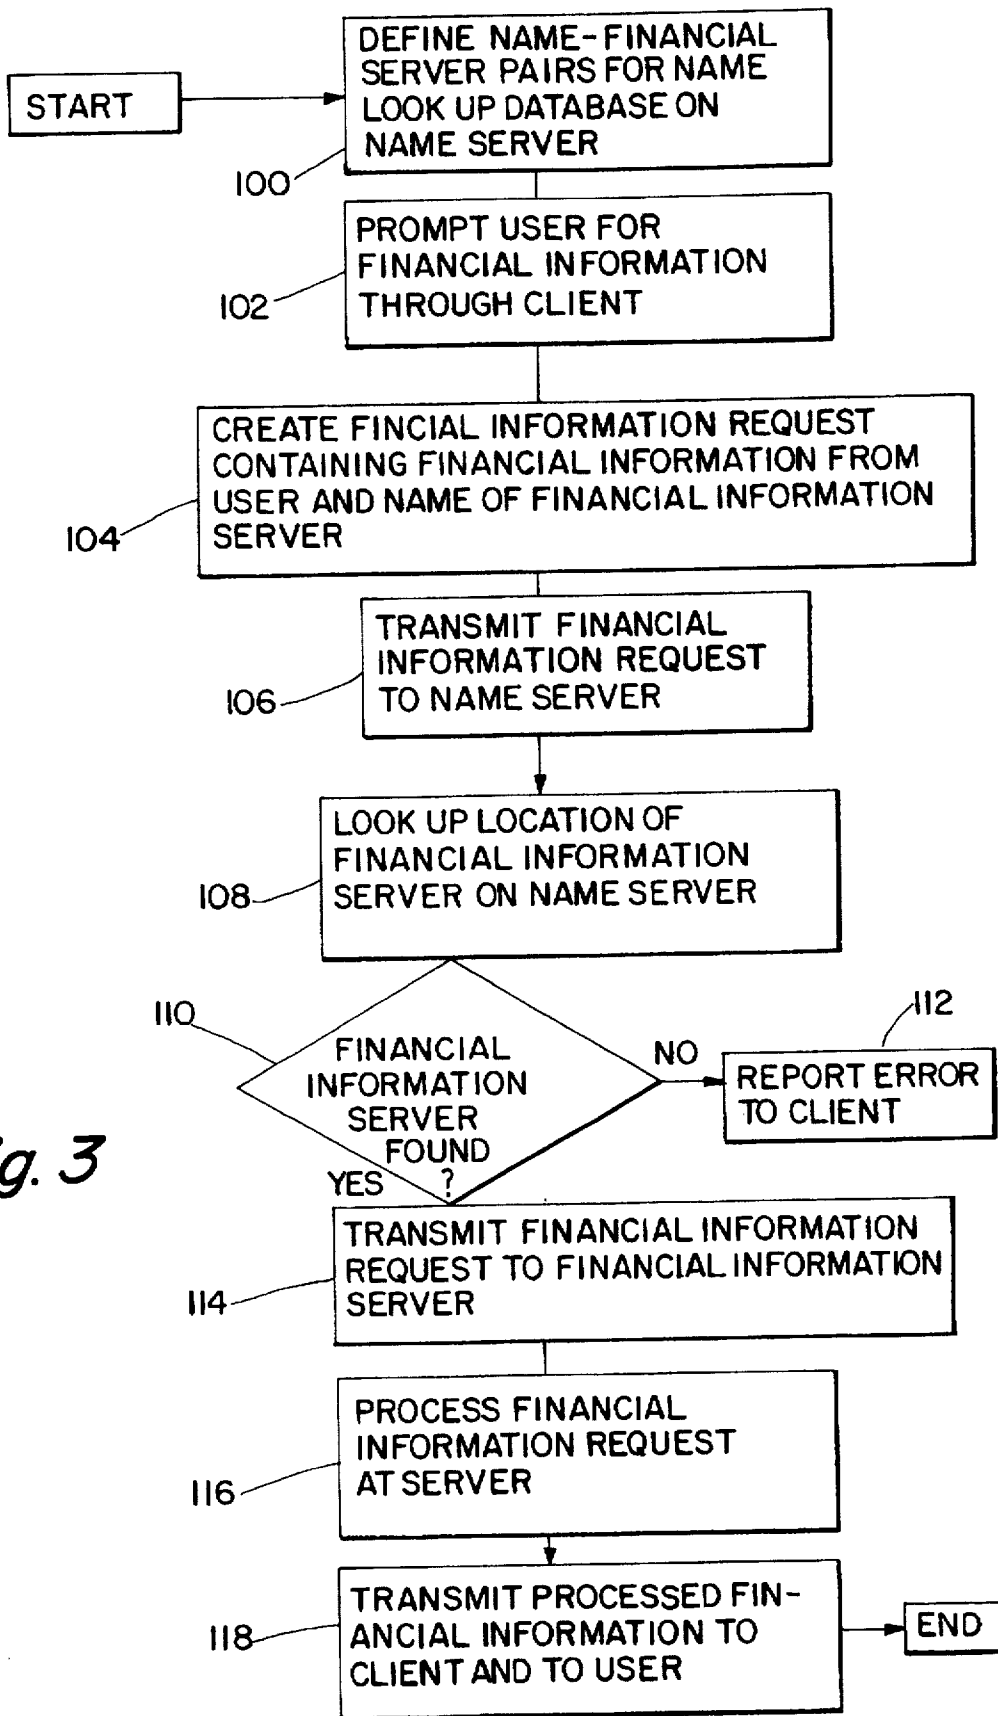 START
DEFINE NAME-FINANCIAL
SERVER PAIRS FOR NAME
LOOK UP DATABASE ON
NAME SERVER
100
PROMPT USER FOR
FINANCIAL INFORMATION
THROUGH CLIENT
102
CREATE FINCIAL INFORMATION REQUEST
CONTAINING FINANCIAL INFORMATION FROM
USER AND NAME OF FINANCIAL INFORMATION
SERVER
104
TRANSMIT FINANCIAL
INFORMATION REQUEST
TO NAME SERVER
106
LOOK UP LOCATION OF
FINANCIAL INFORMATION
SERVER ON NAME SERVER
108
110
FINANCIAL
INFORMATION
SERVER
FOUND
?
NO
112
REPORT ERROR
TO CLIENT
YES
g. 3
TRANSMIT FINANCIAL INFORMATION
REQUEST TO FINANCIAL INFORMATION
SERVER
114
PROCESS FINANCIAL
INFORMATION REQUEST
AT SERVER
116
TRANSMIT PROCESSED FIN-
ANCIAL INFORMATION TO
CLIENT AND TO USER
118
END